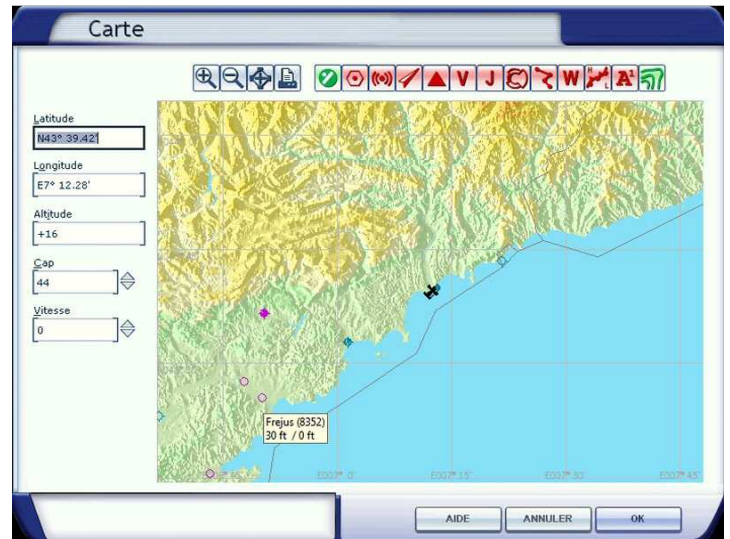 Carte
V J W H L A¹
Latitude
N43° 39.42'
Longitude
E7° 12.28'
Altitude
+16
Cap
44
Vitesse
0
Frejus (8352)
30 ft / 0 ft
E007° 0' E007° 15' E007° 30' E007° 45'
AIDE ANNULER OK